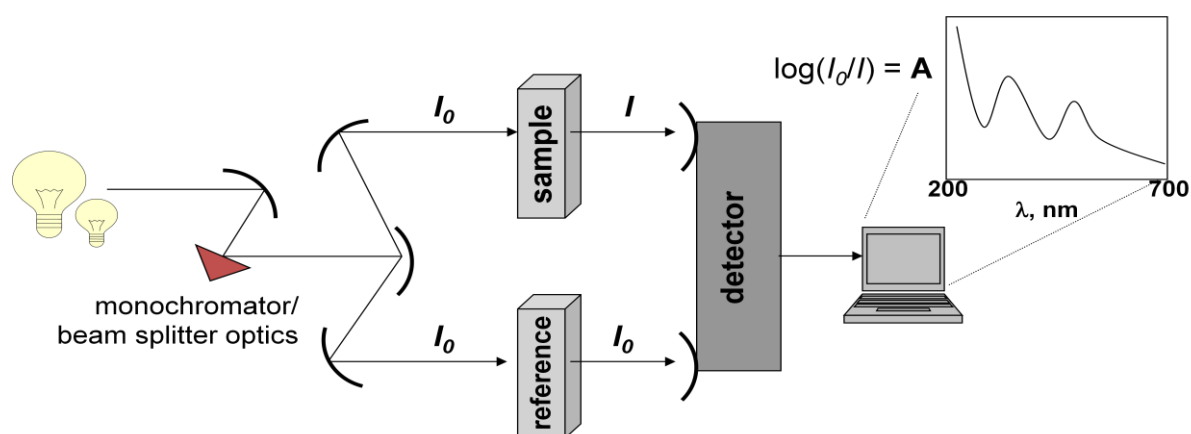 log(I0/I) = A
I0
I
sample
200
700
λ, nm
detector
monochromator/
beam splitter optics
I0
I0
reference